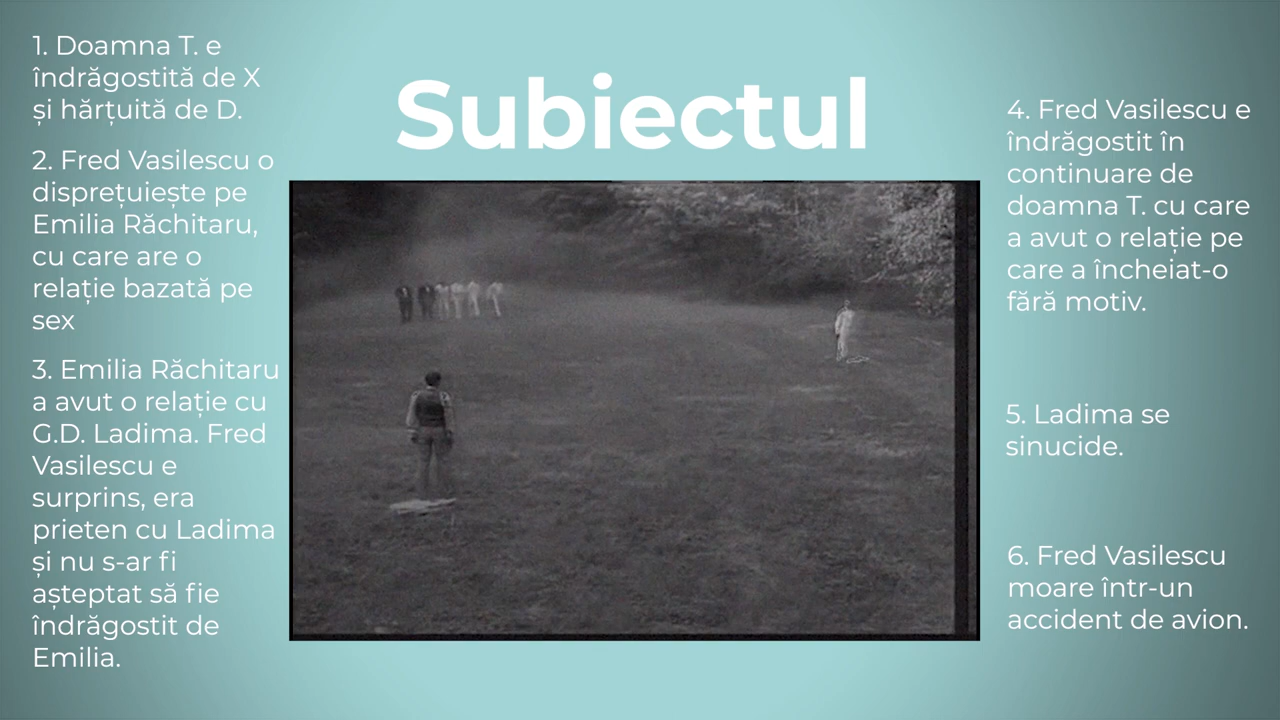 Subiectul
1. Doamna T. e
îndrăgostită de X
și hărțuită de D.
2. Fred Vasilescu o
disprețuiește pe
Emilia Răchitaru,
cu care are o
relație bazată pe
sex
3. Emilia Răchitaru
a avut o relație cu
G.D. Ladima. Fred
Vasilescu e
surprins, era
prieten cu Ladima
și nu s-ar fi
așteptat să fie
îndrăgostit de
Emilia.
4. Fred Vasilescu e
îndrăgostit în
continuare de
doamna T. cu care
a avut o relație pe
care a încheiat-o
fără motiv.
5. Ladima se
sinucide.
6. Fred Vasilescu
moare într-un
accident de avion.